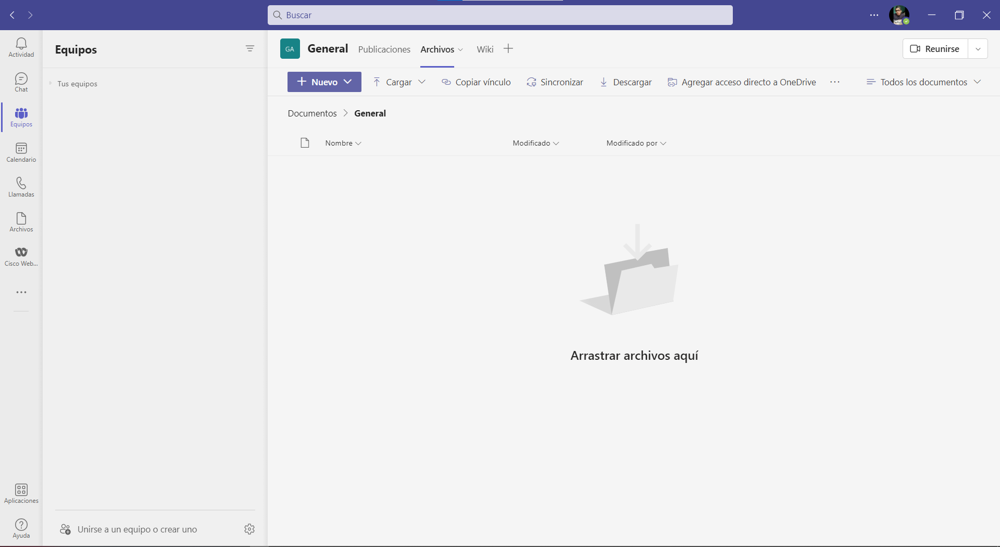 Buscar
Actividad
Chat
Equipos
Calendario
Llamadas
Archivos
Cisco Web...
Aplicaciones
Ayuda
Equipos
Tus equipos
Unirse a un equipo o crear uno
GA General Publicaciones Archivos Wiki
Reunirse
Nuevo Cargar Copiar vínculo Sincronizar Descargar Agregar acceso directo a OneDrive ... Todos los documentos
Documentos > General
Nombre Modificado Modificado por
Arrastrar archivos aquí